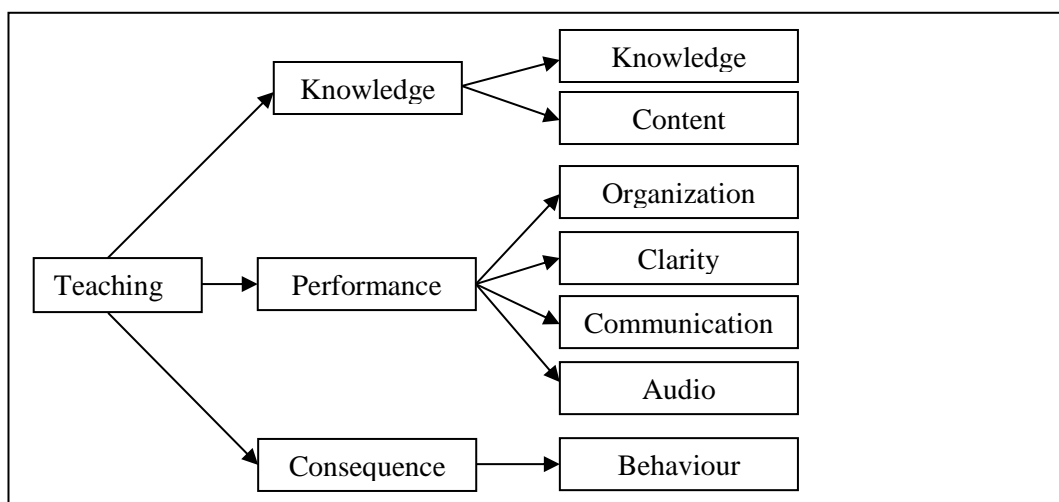 Knowledge
Knowledge
Content
Organization
Clarity
Teaching
Performance
Communication
Audio
Consequence
Behaviour